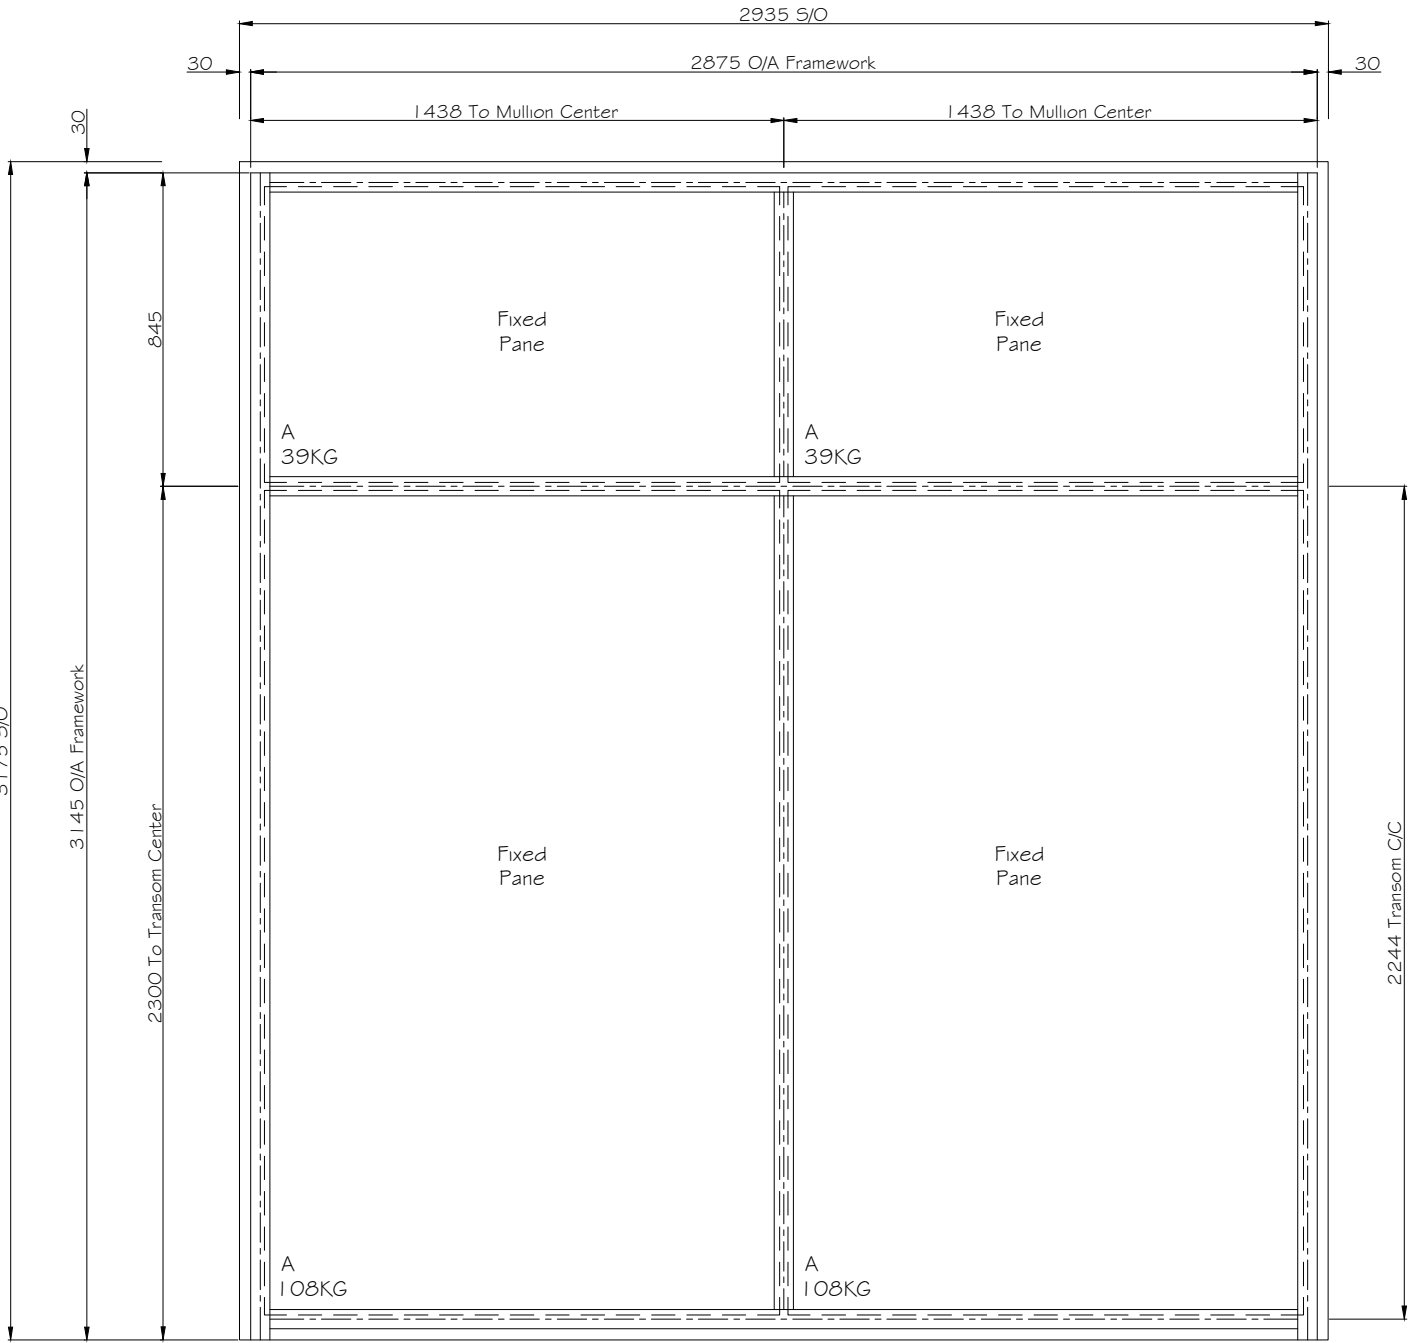 2935 S/O
30
2875 O/A Framework
30
1438 To Mullion Center
1438 To Mullion Center
30
845
Fixed
Pane
Fixed
Pane
A
39KG
A
39KG
3145 O/A Framework
2300 To Transom Center
Fixed
Pane
Fixed
Pane
2244 Transom C/C
A
108KG
A
108KG